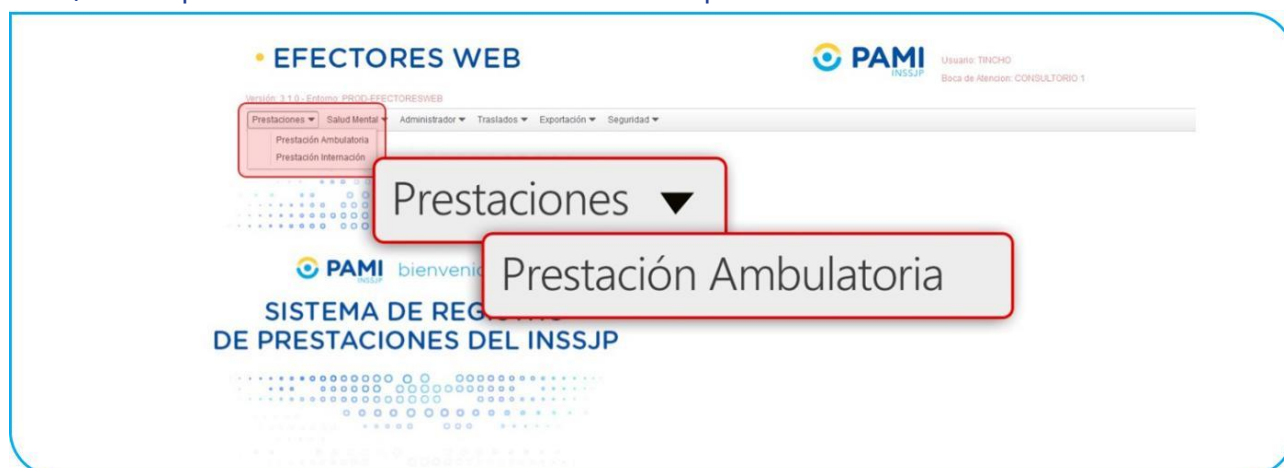 • EFECTORES WEB
PAMI
INSSJP
Usuario: TINCHO
Boca de Atencion: CONSULTORIO 1
Versión: 3.1.0 - Entorno: PROD-EFECTORESWEB
Prestaciones ▼ Salud Mental ▼ Administrador ▼ Traslados ▼ Exportación ▼ Seguridad ▼
Prestación Ambulatoria
Prestación Internación
Prestaciones ▼
Prestación Ambulatoria
PAMI
INSSJP
SISTEMA DE
DE PRESTACIONES DEL INSSJP